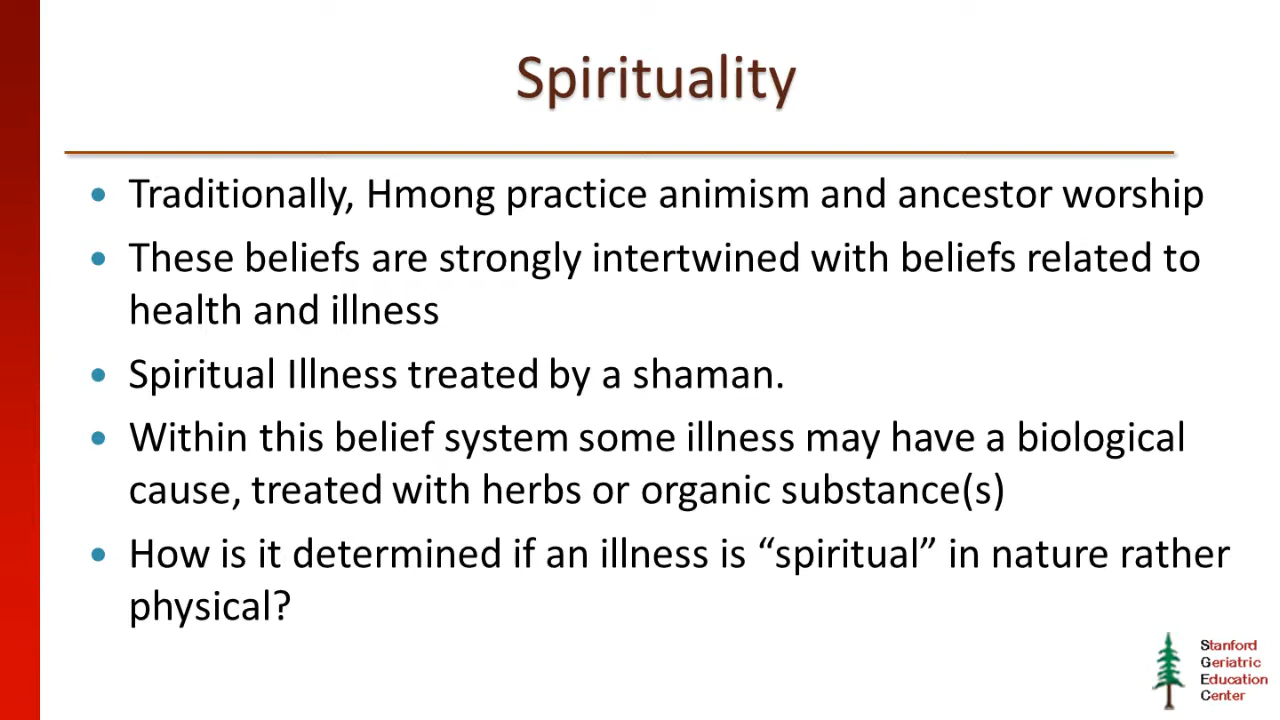 Spirituality
• Traditionally, Hmong practice animism and ancestor worship
• These beliefs are strongly intertwined with beliefs related to
health and illness
• Spiritual Illness treated by a shaman.
• Within this belief system some illness may have a biological
cause, treated with herbs or organic substance(s)
• How is it determined if an illness is “spiritual” in nature rather
physical?
Stanford
Geriatric
Education
Center